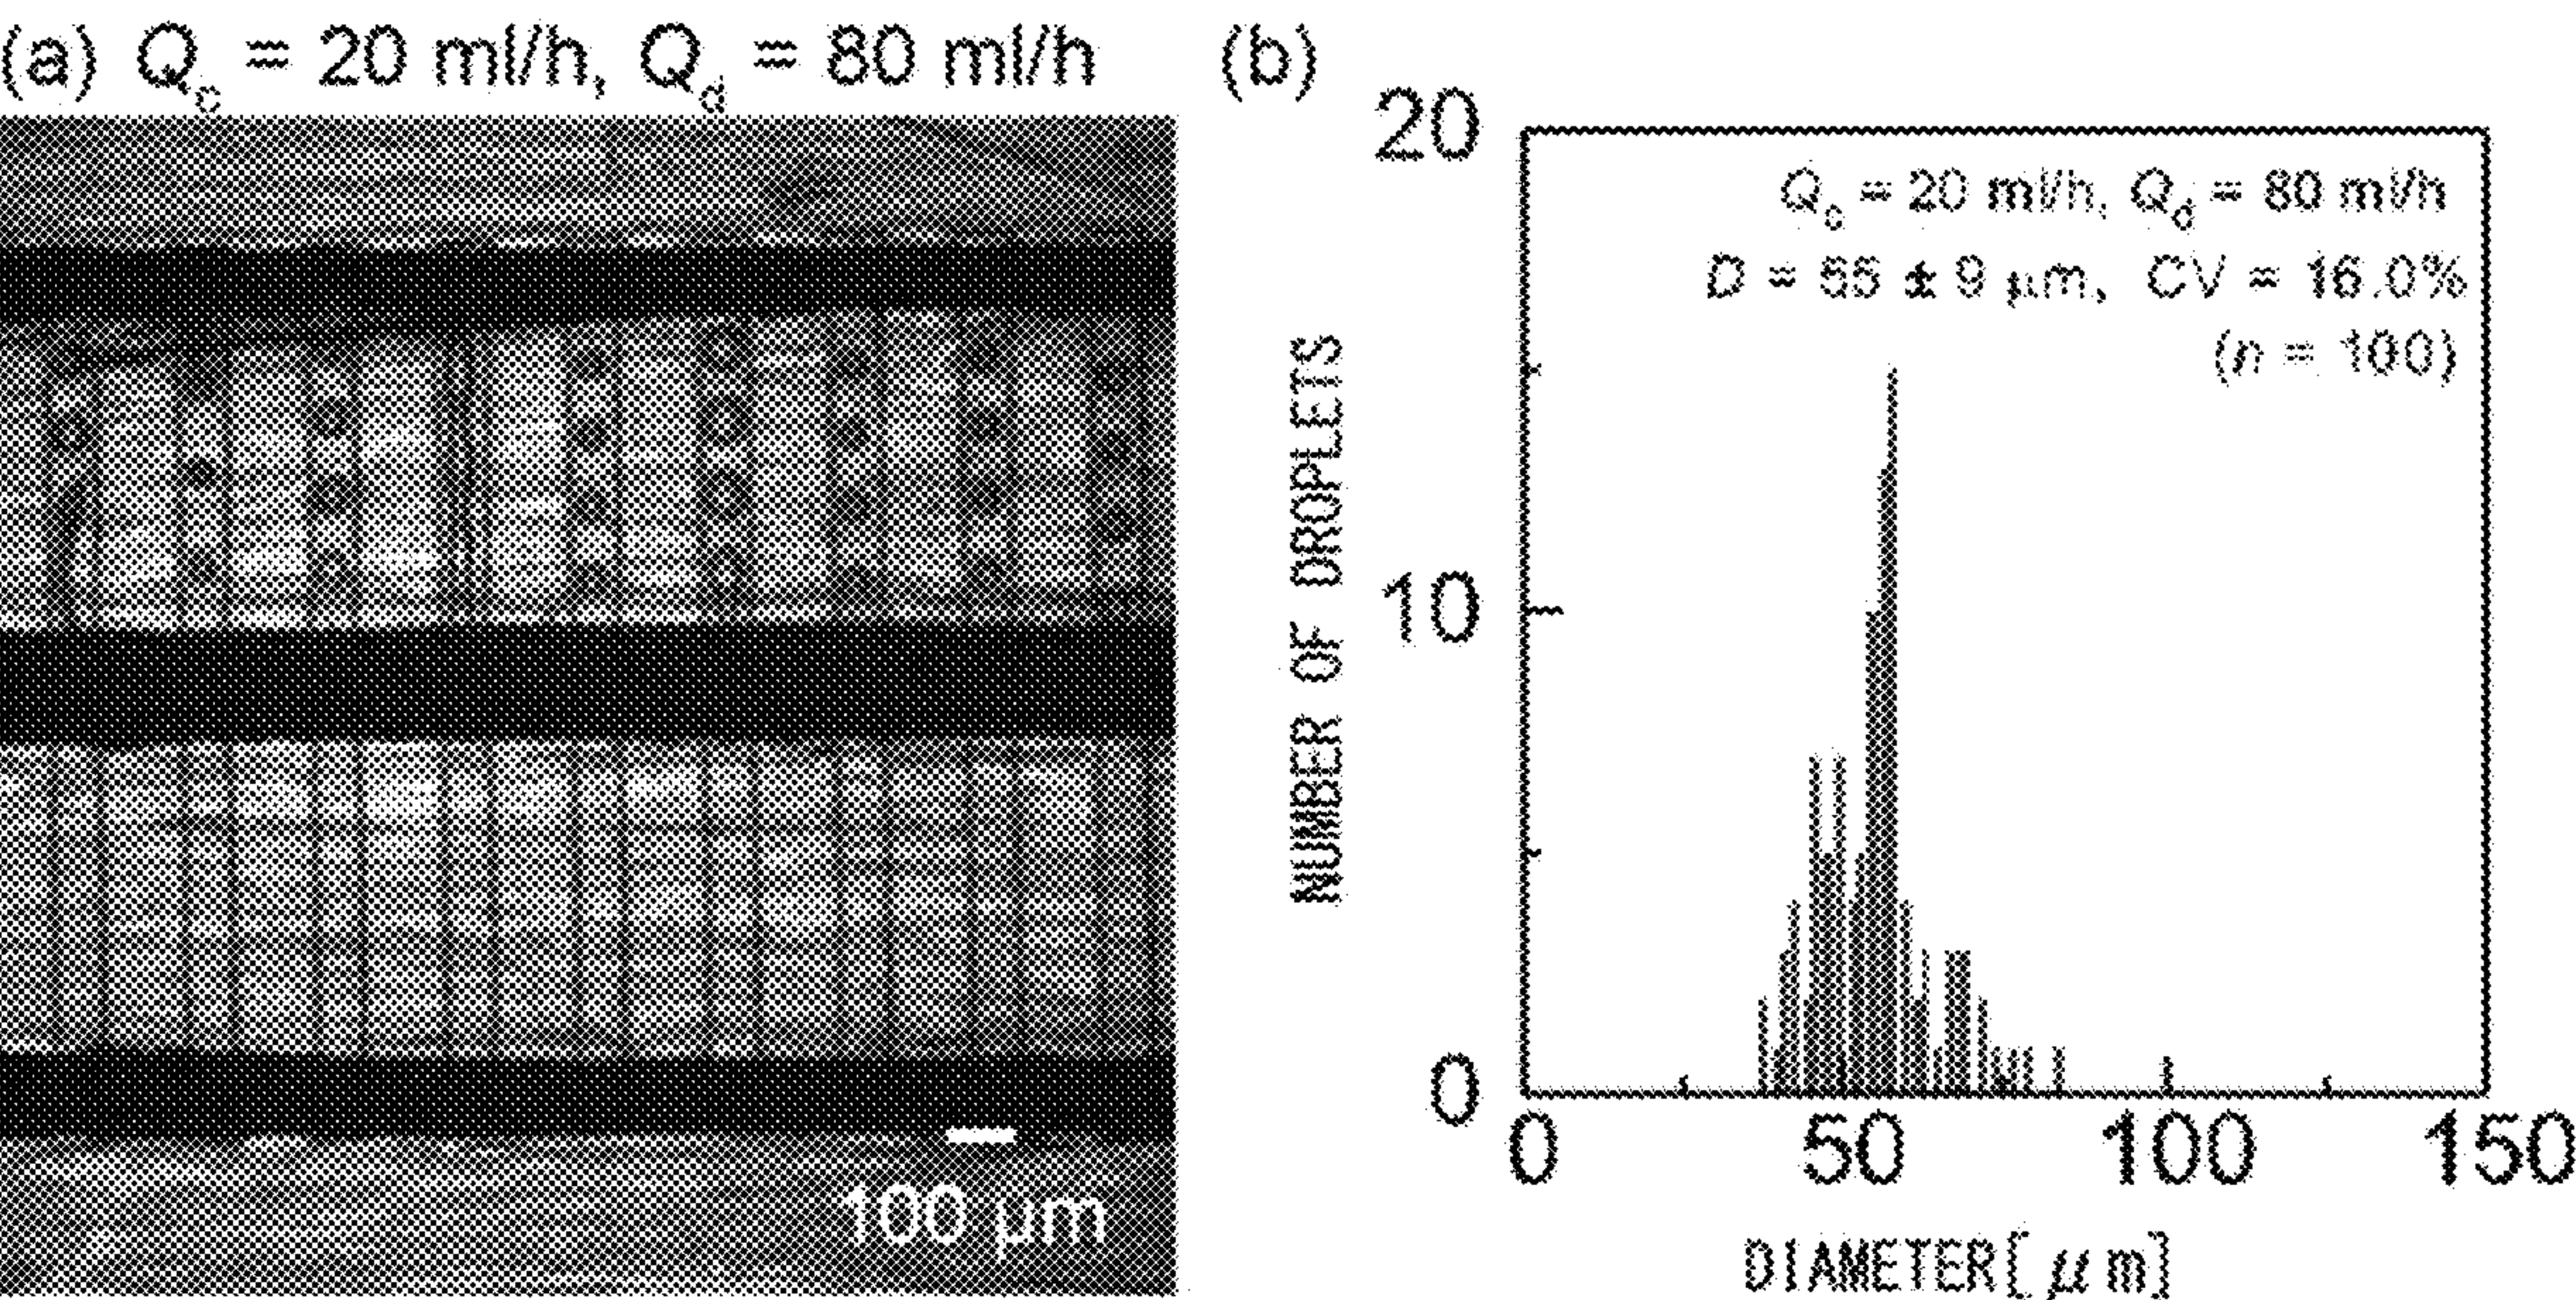 (a) Qc = 20 ml/h, Qd = 80 ml/h
100 μm
(b)
20
10
0
NUMBER OF DROPLETS
Qc = 20 ml/h, Qd = 80 ml/h
D = 55 ± 9 μm, CV = 16.0%
(n = 100)
0 50 100 150
DIAMETER[μm]